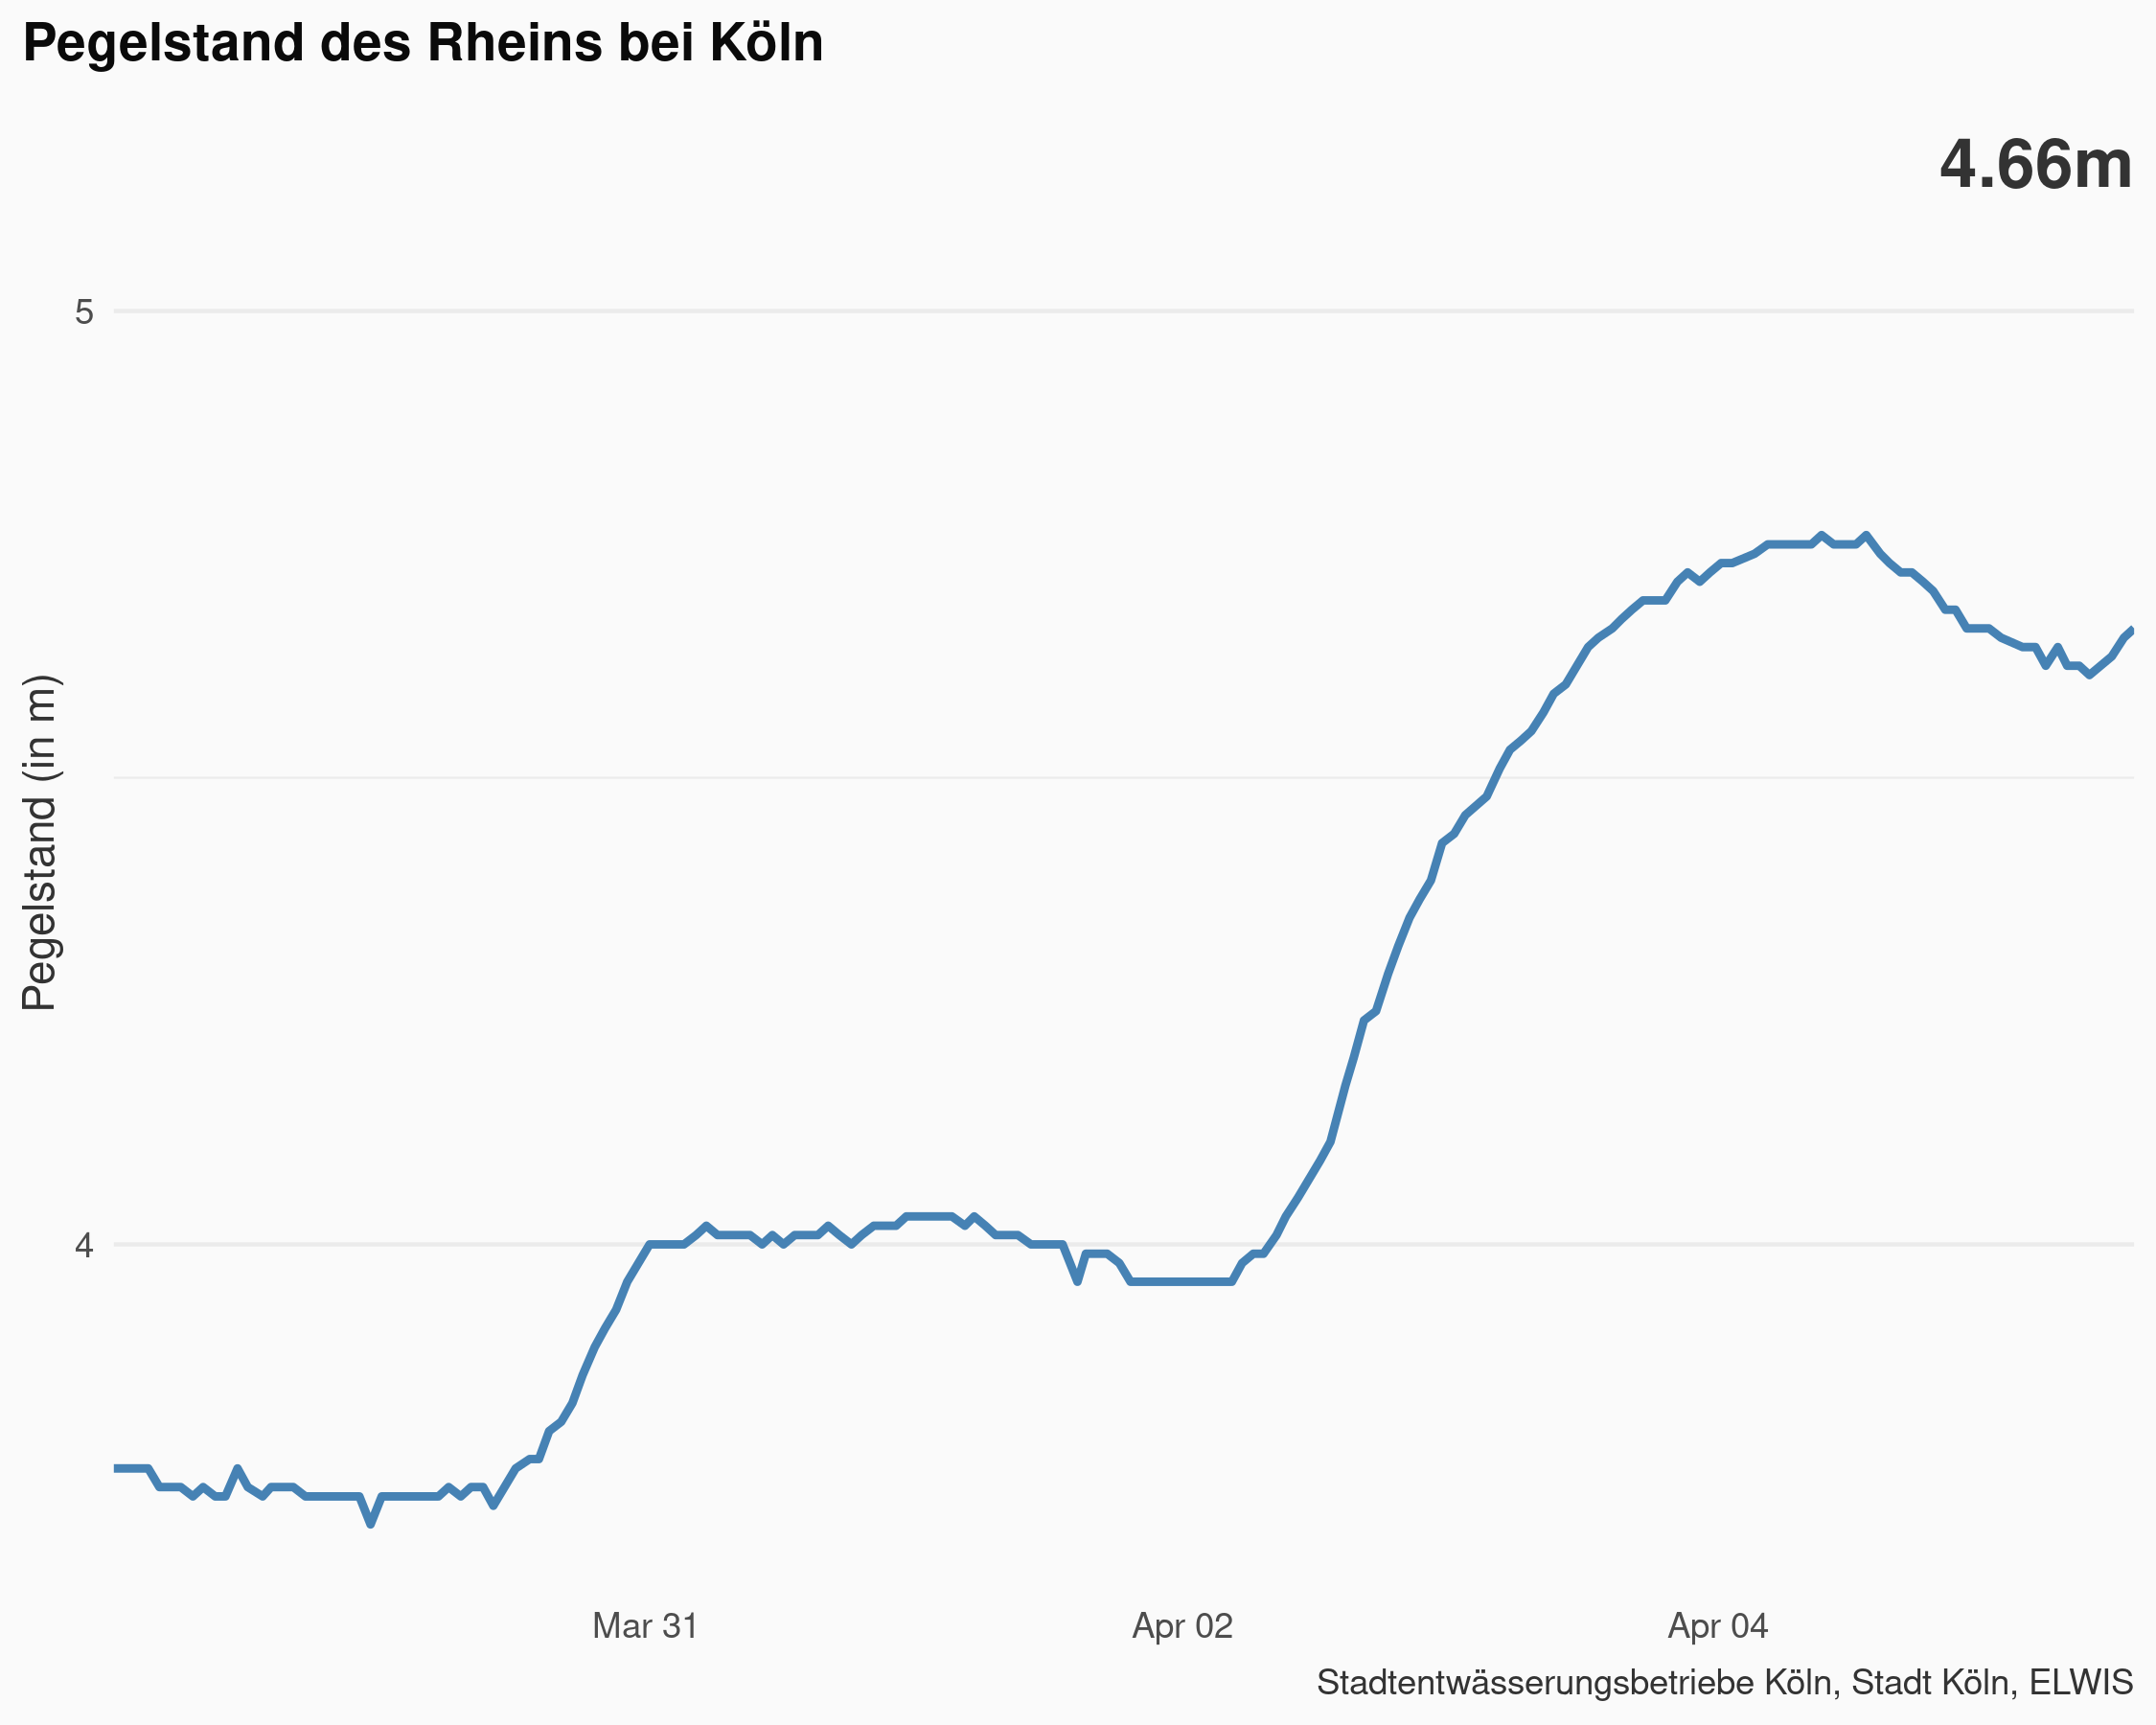 Pegelstand des Rheins bei Köln
4.66m
5
4
Pegelstand (in m)
Mar 31
Apr 02
Apr 04
Stadtentwässerungsbetriebe Köln, Stadt Köln, ELWIS